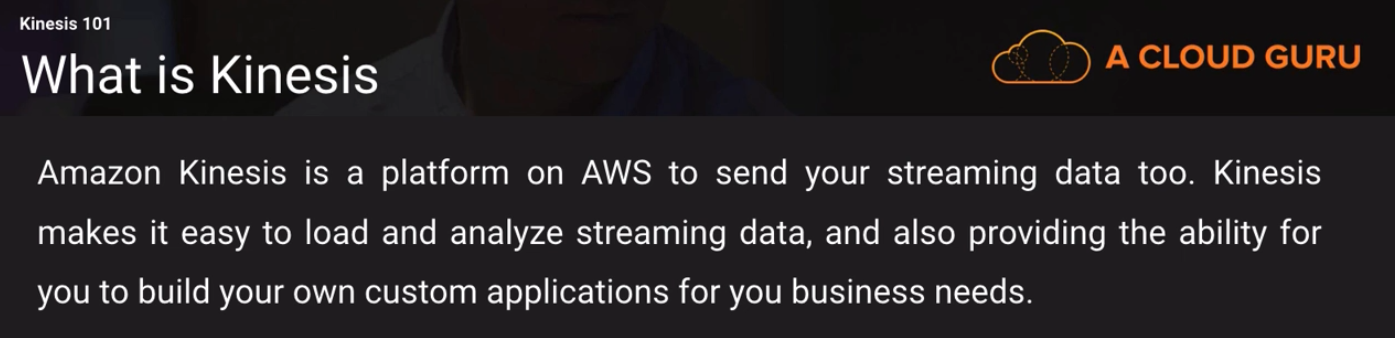 Kinesis 101
What is Kinesis
A CLOUD GURU
Amazon Kinesis is a platform on AWS to send your streaming data too. Kinesis
makes it easy to load and analyze streaming data, and also providing the ability for
you to build your own custom applications for you business needs.